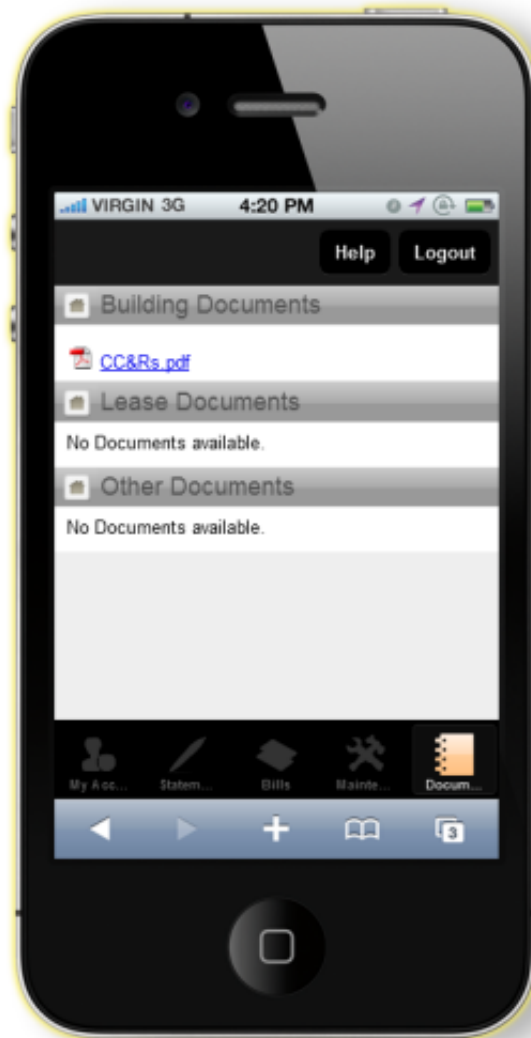 VIRGIN 3G 4:20 PM
Help Logout
Building Documents
CC&Rs.pdf
Lease Documents
No Documents available.
Other Documents
No Documents available.
My Acc... Statem... Bills Mainte... Docum...
3